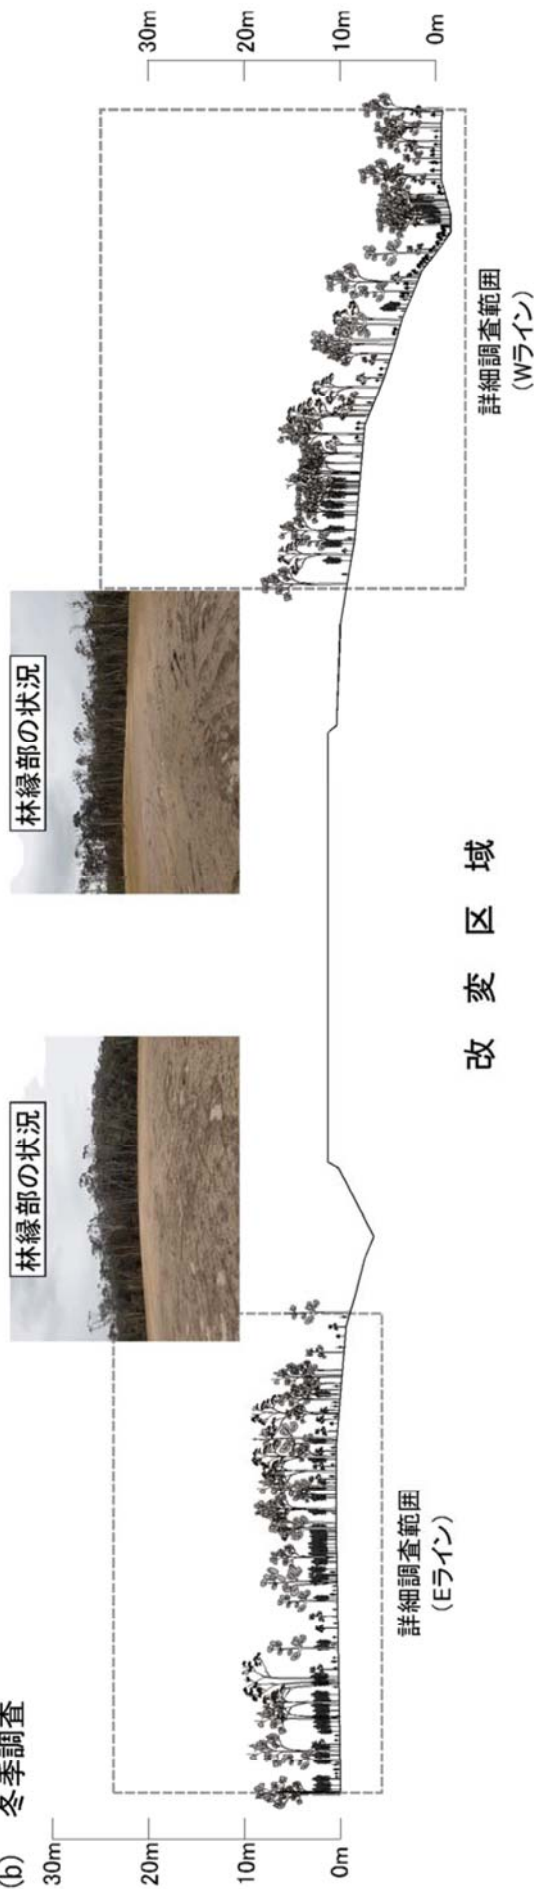 (b) 冬季調査
30m
20m
10m
0m
林縁部の状況
林縁部の状況
30m
20m
10m
0m
詳細調査範囲
(Eライン)
改変区域
詳細調査範囲
(Wライン)